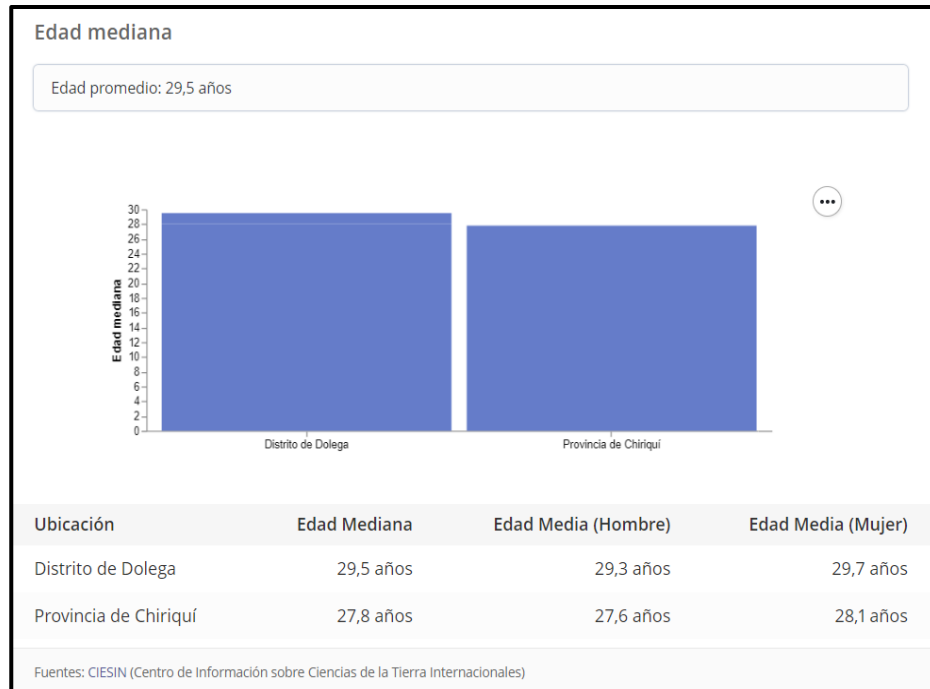 Edad mediana
Edad promedio: 29,5 años
30
28
26
24
22
20
18
16
14
12
10
8
6
4
2
0
Edad mediana
Distrito de Dolega
Provincia de Chiriquí
Ubicación Edad Mediana Edad Media (Hombre) Edad Media (Mujer)
Distrito de Dolega 29,5 años 29,3 años 29,7 años
Provincia de Chiriquí 27,8 años 27,6 años 28,1 años
Fuentes: CIESIN (Centro de Información sobre Ciencias de la Tierra Internacionales)